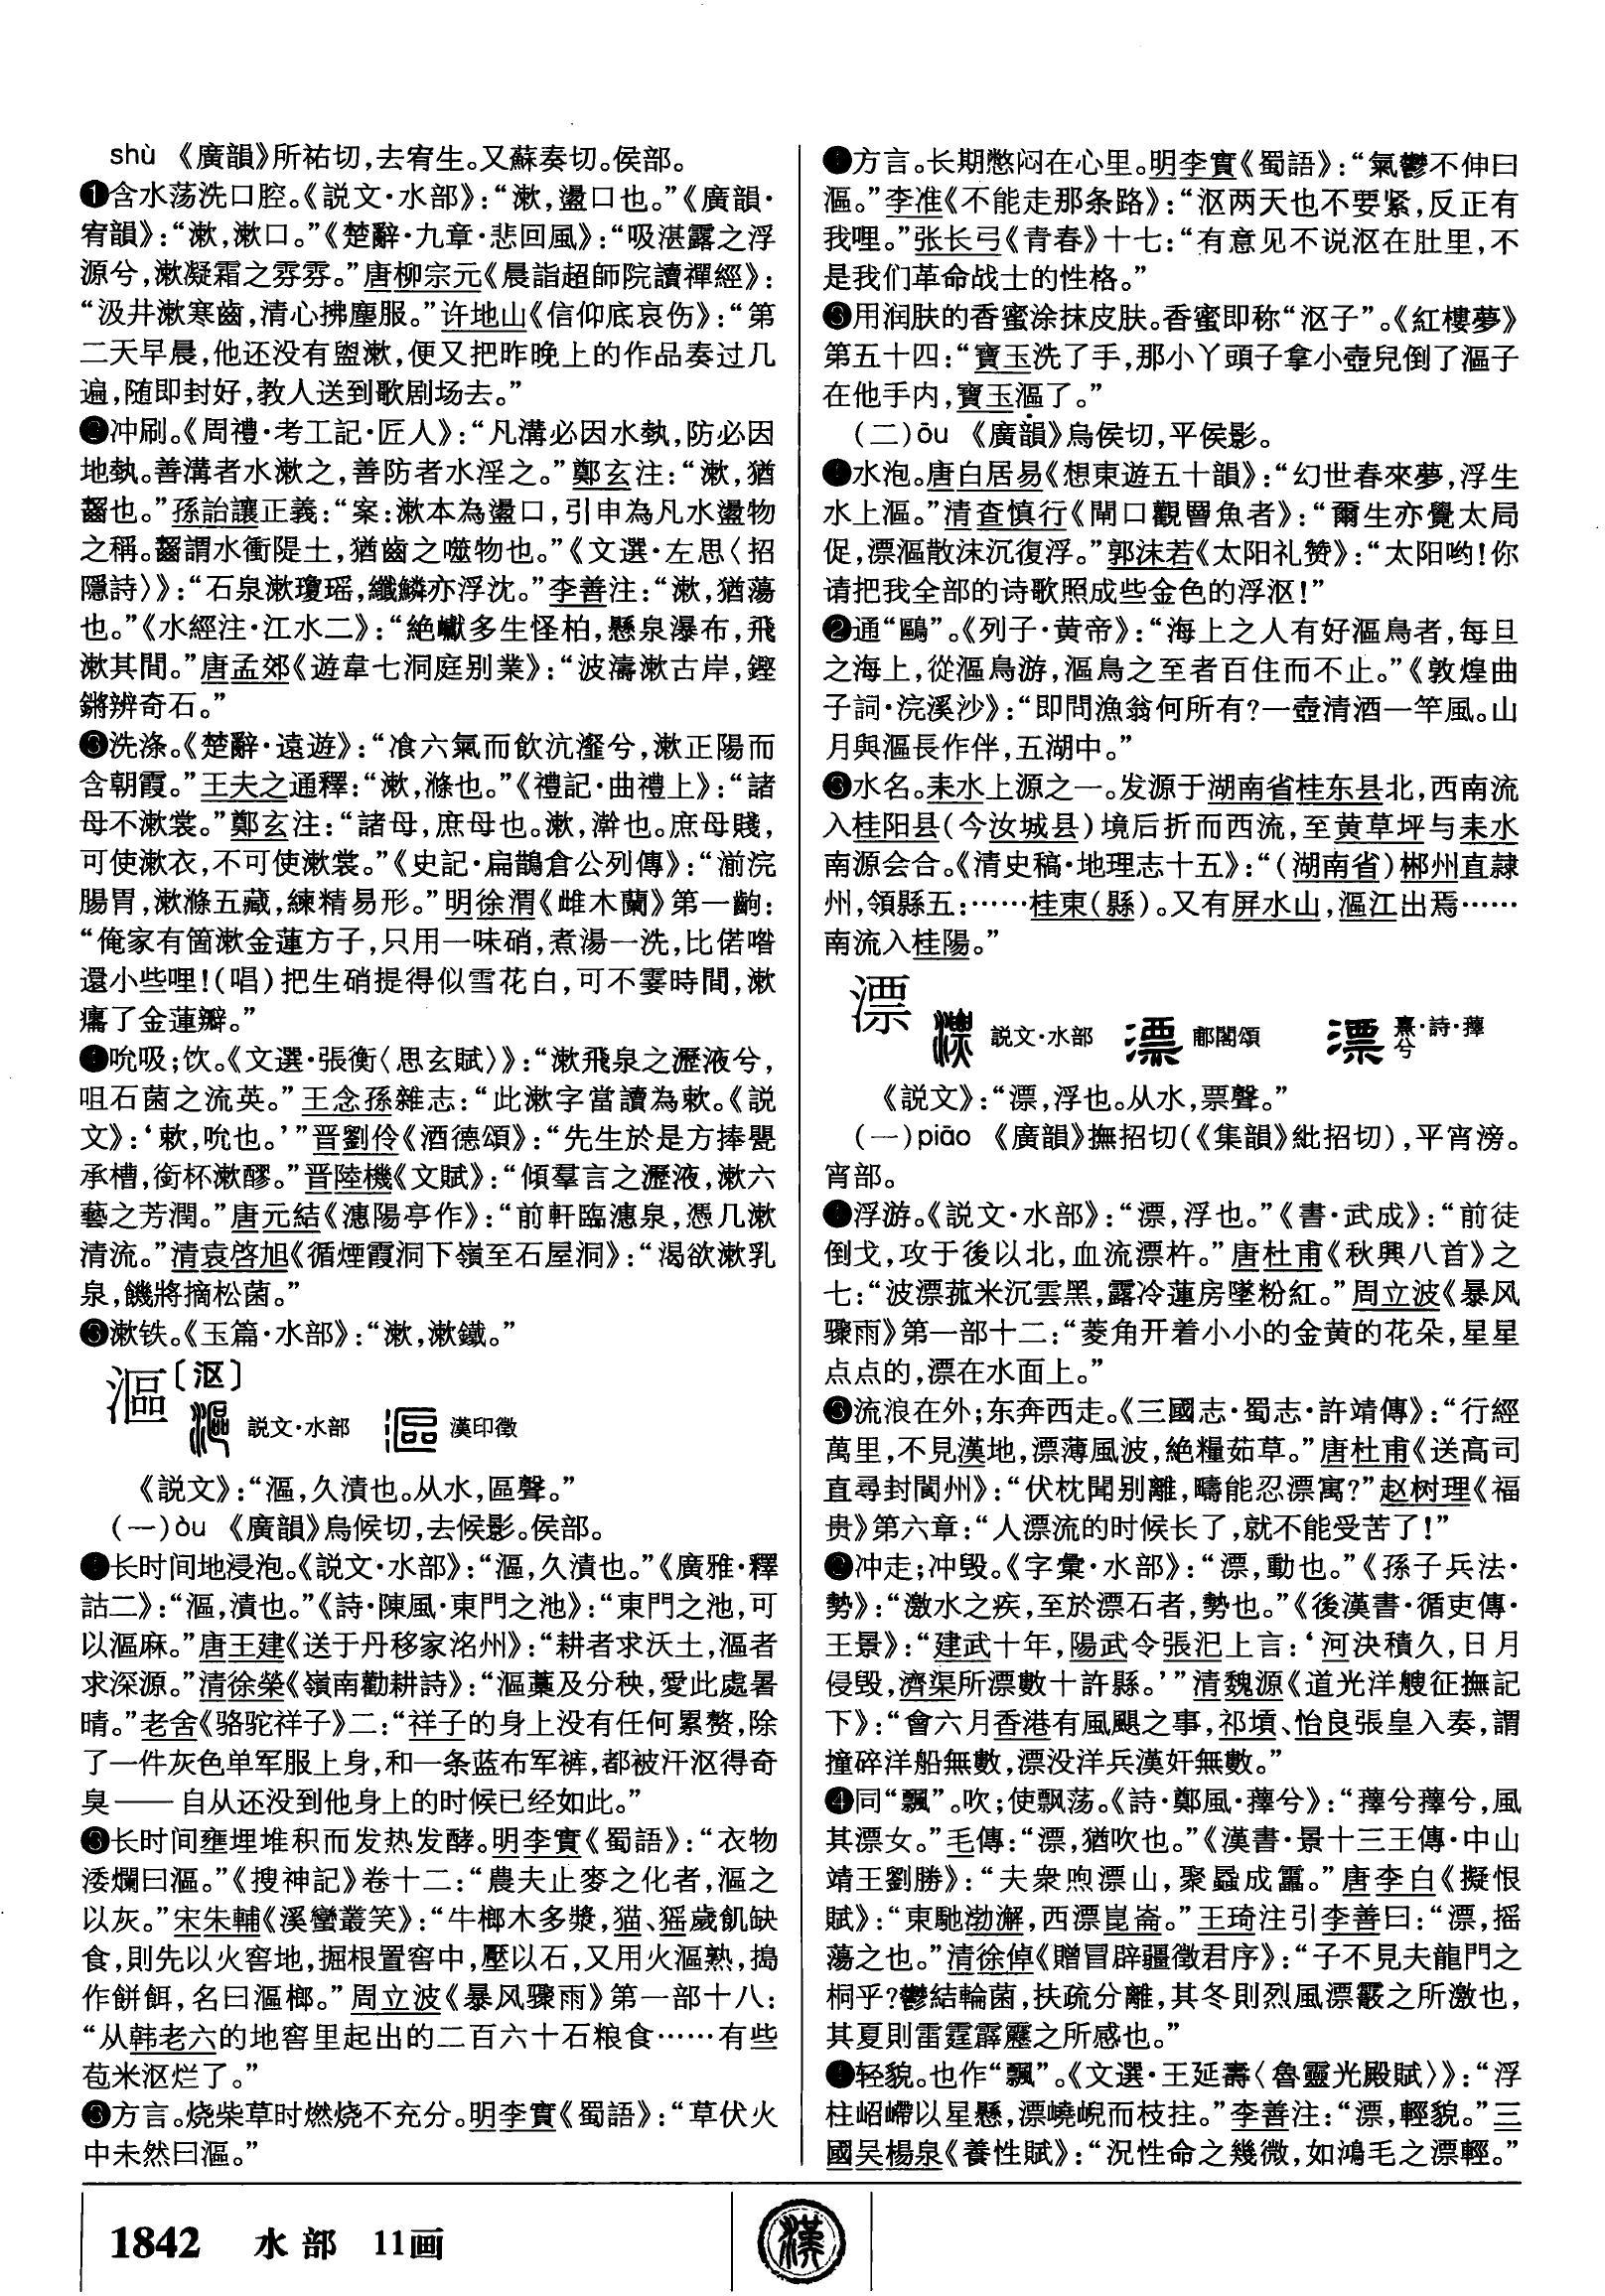 shù 《廣韻》所祐切,去宥生。又蘇奏切。侯部。
❶含水荡洗口腔。《説文·水部》:“漱,盪口也。”《廣韻·
宥韻》:“漱,漱口。”《楚辭·九章·悲回風》:“吸湛露之浮
源兮,漱凝霜之雰雰。”唐柳宗元《晨詣超師院讀禪經》:
“汲井漱寒齒,清心拂塵服。”许地山《信仰底哀伤》:“第
二天早晨,他还没有盥漱,便又把昨晚上的作品奏过几
遍,随即封好,教人送到歌剧场去。”
❷冲刷。《周禮·考工記·匠人》:“凡溝必因水埶,防必因
地埶。善溝者水漱之,善防者水淫之。”鄭玄注:“漱,猶
齧也。”孫詒讓正義:“案:漱本為盪口,引申為凡水盪物
之稱。齧謂水衝隄土,猶齒之噬物也。”《文選·左思〈招
隱詩〉》:“石泉漱瓊瑶,纖鱗亦浮沈。”李善注:“漱,猶蕩
也。”《水經注·江水二》:“絶巘多生怪柏,懸泉瀑布,飛
漱其間。”唐孟郊《遊韋七洞庭别業》:“波濤漱古岸,鏗
鏘辨奇石。”
❸洗涤。《楚辭·遠遊》:“飡六氣而飲沆瀣兮,漱正陽而
含朝霞。”王夫之通釋:“漱,滌也。”《禮記·曲禮上》:“諸
母不漱裳。”鄭玄注:“諸母,庶母也。漱,澣也。庶母賤,
可使漱衣,不可使漱裳。”《史記·扁鵲倉公列傳》:“湔浣
腸胃,漱滌五藏,練精易形。”明徐渭《雌木蘭》第一齣:
“俺家有箇漱金蓮方子,只用一味硝,煮湯一洗,比偌喒
還小些哩!(唱)把生硝提得似雪花白,可不霎時間,漱
癟了金蓮瓣。”
❹吮吸;饮。《文選·張衡〈思玄賦〉》:“漱飛泉之瀝液兮,
咀石菌之流英。”王念孫雜志:“此漱字當讀為欶。《説
文》:‘欶,吮也。’”晋劉伶《酒德頌》:“先生於是方捧甖
承槽,銜杯漱醪。”晋陸機《文賦》:“傾羣言之瀝液,漱六
藝之芳潤。”唐元結《漶陽亭作》:“前軒臨漶泉,憑几漱
清流。”清袁啓旭《循煙霞洞下嶺至石屋洞》:“渴欲漱乳
泉,饑將摘松菌。”
❺漱铁。《玉篇·水部》:“漱,漱鐵。”
漚〔沤〕
説文·水部 漢印徵
《説文》:“漚,久漬也。从水,區聲。”
(一)òu 《廣韻》烏候切,去候影。侯部。
❶长时间地浸泡。《説文·水部》:“漚,久漬也。”《廣雅·釋
詁二》:“漚,漬也。”《詩·陳風·東門之池》:“東門之池,可
以漚麻。”唐王建《送于丹移家洺州》:“耕者求沃土,漚者
求深源。”清徐榮《嶺南勸耕詩》:“漚藁及分秧,愛此處暑
晴。”老舍《骆驼祥子》二:“祥子的身上没有任何累赘,除
了一件灰色单军服上身,和一条蓝布军裤,都被汗沤得奇
臭——自从还没到他身上的时候已经如此。”
❷长时间壅埋堆积而发热发酵。明李實《蜀語》:“衣物
涹爛曰漚。”《搜神記》卷十二:“農夫止麥之化者,漚之
以灰。”宋朱輔《溪蠻叢笑》:“牛榔木多漿,猫、猺歲飢缺
食,則先以火窖地,掘根置窖中,壓以石,又用火漚熟,搗
作餅餌,名曰漚榔。”周立波《暴风骤雨》第一部十八:
“从韩老六的地窖里起出的二百六十石粮食……有些
苞米沤烂了。”
❸方言。烧柴草时燃烧不充分。明李實《蜀語》:“草伏火
中未然曰漚。”
❹方言。长期憋闷在心里。明李實《蜀語》:“氣鬱不伸曰
漚。”李准《不能走那条路》:“沤两天也不要紧,反正有
我哩。”张长弓《青春》十七:“有意见不说沤在肚里,不
是我们革命战士的性格。”
❺用润肤的香蜜涂抹皮肤。香蜜即称“沤子”。《紅樓夢》
第五十四:“寶玉洗了手,那小丫頭子拿小壺兒倒了漚子
在他手内,寶玉漚了。”
(二)ōu 《廣韻》烏侯切,平侯影。
❶水泡。唐白居易《想東遊五十韻》:“幻世春來夢,浮生
水上漚。”清查慎行《閘口觀罾魚者》:“爾生亦覺太局
促,漂漚散沫沉復浮。”郭沫若《太阳礼赞》:“太阳哟!你
请把我全部的诗歌照成些金色的浮沤!”
❷通“鷗”。《列子·黄帝》:“海上之人有好漚鳥者,每旦
之海上,從漚鳥游,漚鳥之至者百住而不止。”《敦煌曲
子詞·浣溪沙》:“即問漁翁何所有?一壺清酒一竿風。山
月與漚長作伴,五湖中。”
❸水名。耒水上源之一。发源于湖南省桂东县北,西南流
入桂阳县(今汝城县)境后折而西流,至黄草坪与耒水
南源会合。《清史稿·地理志十五》:“(湖南省)郴州直隷
州,領縣五:……桂東(縣)。又有屏水山,漚江出焉……
南流入桂陽。”
漂
説文·水部 郙閣頌 熹·詩·蘀兮
《説文》:“漂,浮也。从水,票聲。”
(一)piāo 《廣韻》撫招切(《集韻》紕招切),平宵滂。
宵部。
❶浮游。《説文·水部》:“漂,浮也。”《書·武成》:“前徒
倒戈,攻于後以北,血流漂杵。”唐杜甫《秋興八首》之
七:“波漂菰米沉雲黑,露冷蓮房墜粉紅。”周立波《暴风
骤雨》第一部十二:“菱角开着小小的金黄的花朵,星星
点点的,漂在水面上。”
❷流浪在外;东奔西走。《三國志·蜀志·許靖傳》:“行經
萬里,不見漢地,漂薄風波,絶糧茹草。”唐杜甫《送高司
直尋封閬州》:“伏枕聞别離,疇能忍漂寓?”赵树理《福
贵》第六章:“人漂流的时候长了,就不能受苦了!”
❸冲走;冲毁。《字彙·水部》:“漂,動也。”《孫子兵法·
勢》:“激水之疾,至於漂石者,勢也。”《後漢書·循吏傳·
王景》:“建武十年,陽武令張汜上言:‘河決積久,日月
侵毁,濟渠所漂數十許縣。’”清魏源《道光洋艘征撫記
下》:“會六月香港有風颶之事,祁墳、怡良張皇入奏,謂
撞碎洋船無數,漂没洋兵漢奸無數。”
❹同“飄”。吹;使飘荡。《詩·鄭風·蘀兮》:“蘀兮蘀兮,風
其漂女。”毛傳:“漂,猶吹也。”《漢書·景十三王傳·中山
靖王劉勝》:“夫衆喣漂山,聚蟁成靁。”唐李白《擬恨
賦》:“東馳渤澥,西漂崑崙。”王琦注引李善曰:“漂,摇
蕩之也。”清徐倬《贈冒辟疆徵君序》:“子不見夫龍門之
桐乎?鬱結輪菌,扶疏分離,其冬則烈風漂霰之所激也,
其夏則雷霆霹靂之所感也。”
❺轻貌。也作“飄”。《文選·王延壽〈魯靈光殿賦〉》:“浮
柱岧嵽以星懸,漂嶢峴而枝拄。”李善注:“漂,輕貌。”三
國吴楊泉《養性賦》:“況性命之幾微,如鴻毛之漂輕。”
1842 水部 11画
漢